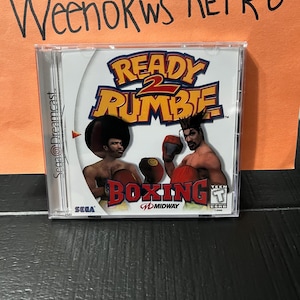 Weenokws Retro
READY
2
RUMBLE
Sega Dreamcast
BOXING
SEGA
MIDWAY
T